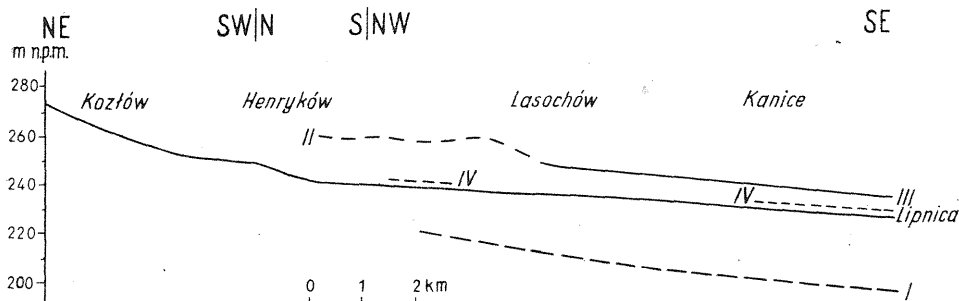 NE SW|N S|NW SE
m n.p.m.
280
Kozłów Henryków Lasochów Kanice
260
II
240
IV IV III
Lipnica
220
200
0 1 2 km
I